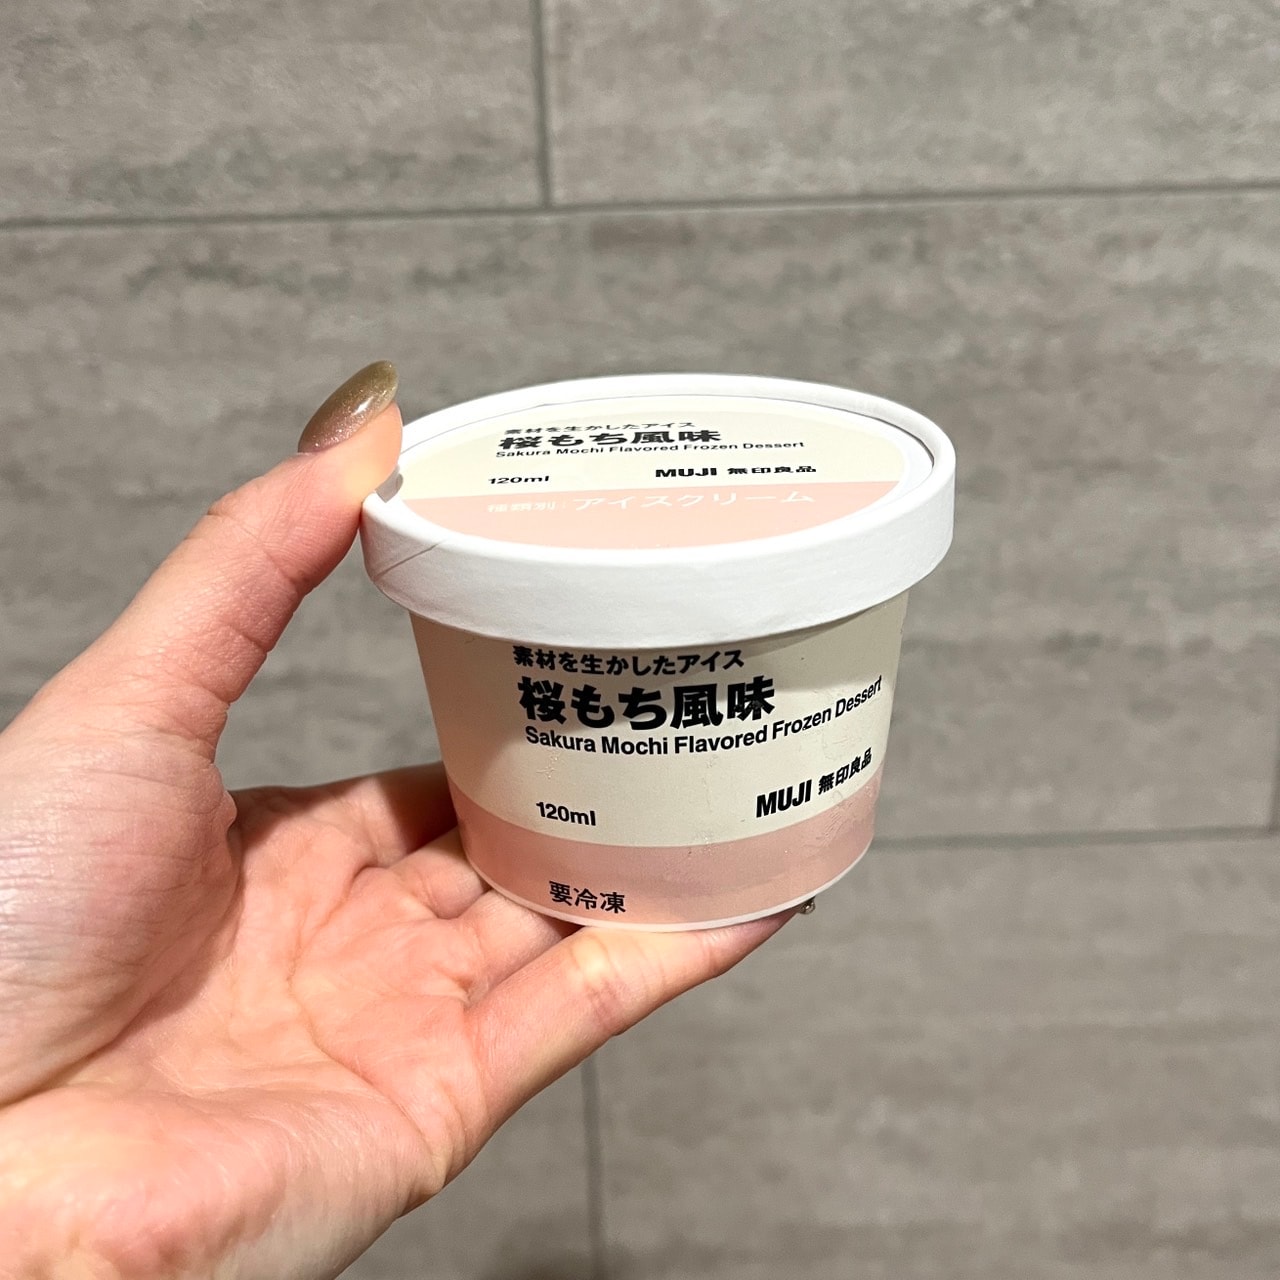 素材を生かしたアイス
桜もち風味
Sakura Mochi Flavored Frozen Dessert
120ml
MUJI 無印良品
種類別:アイスクリーム
素材を生かしたアイス
桜もち風味
Sakura Mochi Flavored Frozen Dessert
120ml
MUJI 無印良品
要冷凍